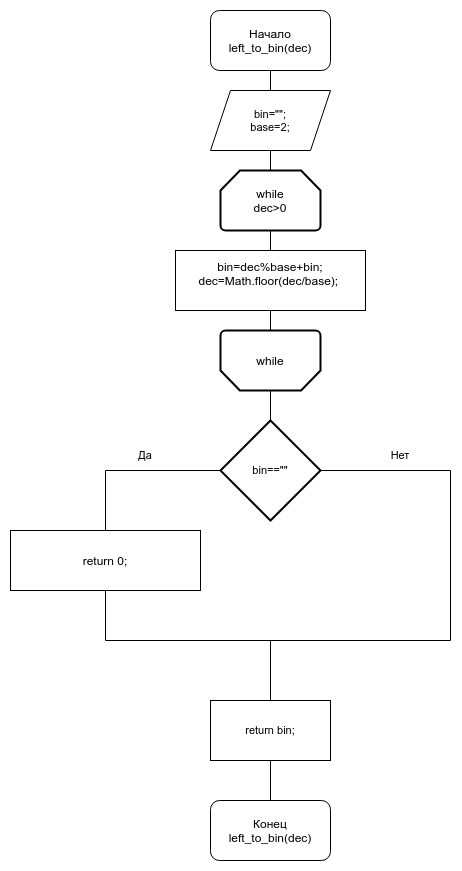 Начало
left_to_bin(dec)
bin="";
base=2;
while
dec>0
bin=dec%base+bin;
dec=Math.floor(dec/base);
while
bin==""
Да
Нет
return 0;
return bin;
Конец
left_to_bin(dec)